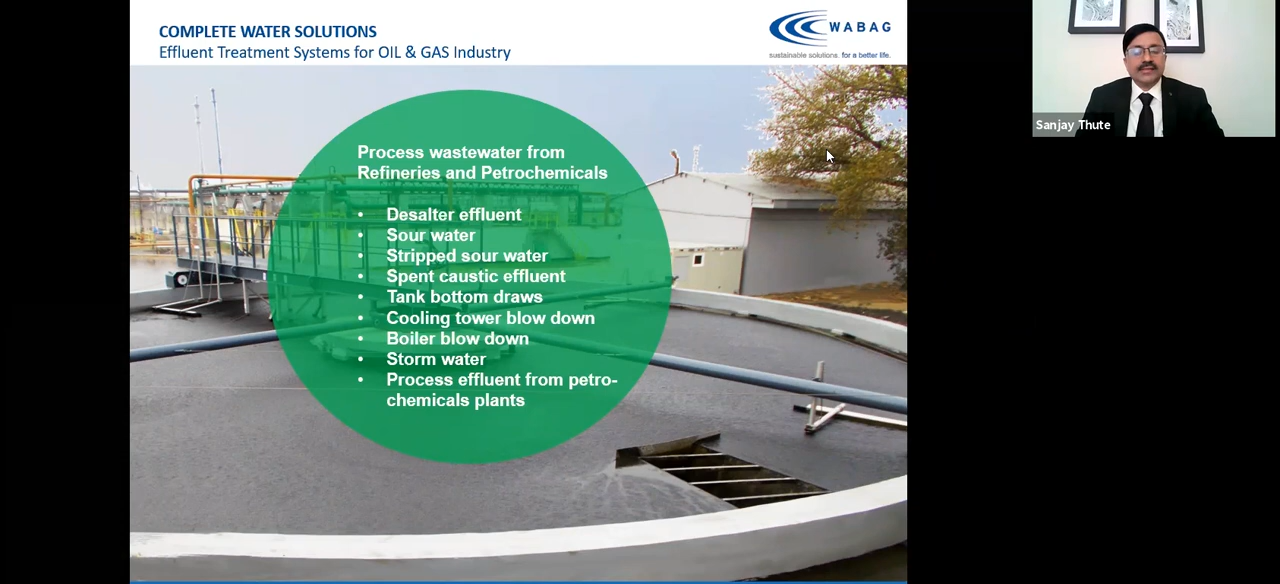 COMPLETE WATER SOLUTIONS
Effluent Treatment Systems for OIL & GAS Industry
WABAG
sustainable solutions. for a better life.
Sanjay Thute
Process wastewater from
Refineries and Petrochemicals
• Desalter effluent
• Sour water
• Stripped sour water
• Spent caustic effluent
• Tank bottom draws
• Cooling tower blow down
• Boiler blow down
• Storm water
• Process effluent from petro-
chemicals plants